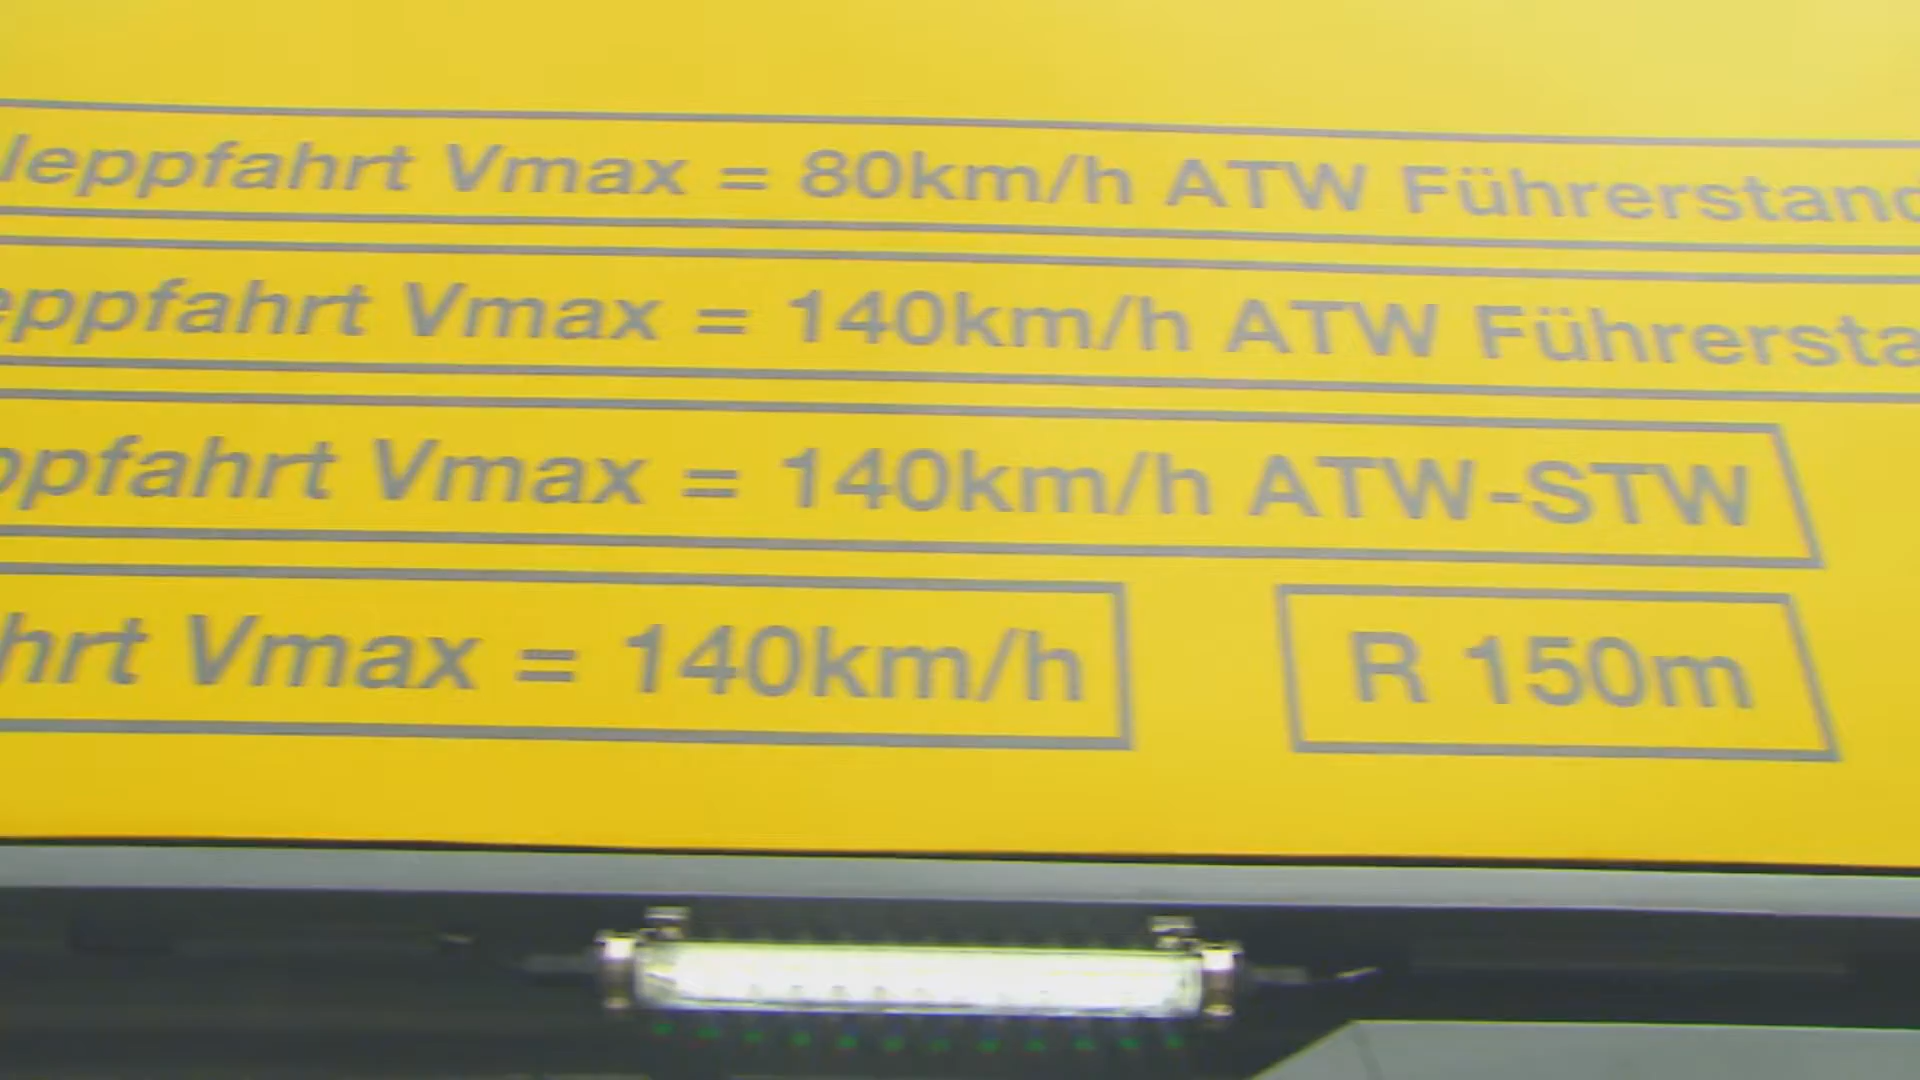 leppfahrt Vmax = 80km/h ATW Führerstand
eppfahrt Vmax = 140km/h ATW Führersta
ppfahrt Vmax = 140km/h ATW-STW
hrt Vmax = 140km/h R 150m